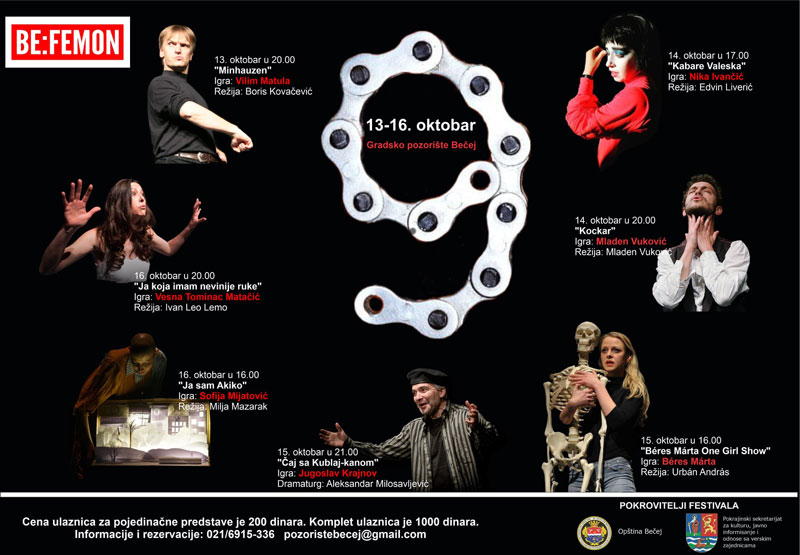 BE:FEMON
13. oktobar u 20.00
"Minhauzen"
Igra: Vilim Matula
Režija: Boris Kovačević
14. oktobar u 17.00
"Kabare Valeska"
Igra: Nika Ivančić
Režija: Edvin Liverić
13-16. oktobar
Gradsko pozorište Bečej
14. oktobar u 20.00
"Kockar"
Igra: Mladen Vuković
Režija: Mladen Vuković
16. oktobar u 20.00
"Ja koja imam nevinije ruke"
Igra: Vesna Tominac Matačić
Režija: Ivan Leo Lemo
16. oktobar u 16.00
"Ja sam Akiko"
Igra: Sofija Mijatović
Režija: Milja Mazarak
15. oktobar u 21.00
"Čaj sa Kublaj-kanom"
Igra: Jugoslav Krajnov
Dramaturg: Aleksandar Milosavljević
15. oktobar u 16.00
"Béres Márta One Girl Show"
Igra: Béres Márta
Režija: Urbán András
Cena ulaznica za pojedinačne predstave je 200 dinara. Komplet ulaznica je 1000 dinara.
Informacije i rezervacije: 021/6915-336 pozoristebecej@gmail.com
POKROVITELJI FESTIVALA
Opština Bečej
Pokrajinski sekretarijat
za kulturu, javno
informisanje i
odnose sa verskim
zajednicama